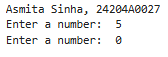 Asmita Sinha, 24204A0027
Enter a number:  5
Enter a number:  0